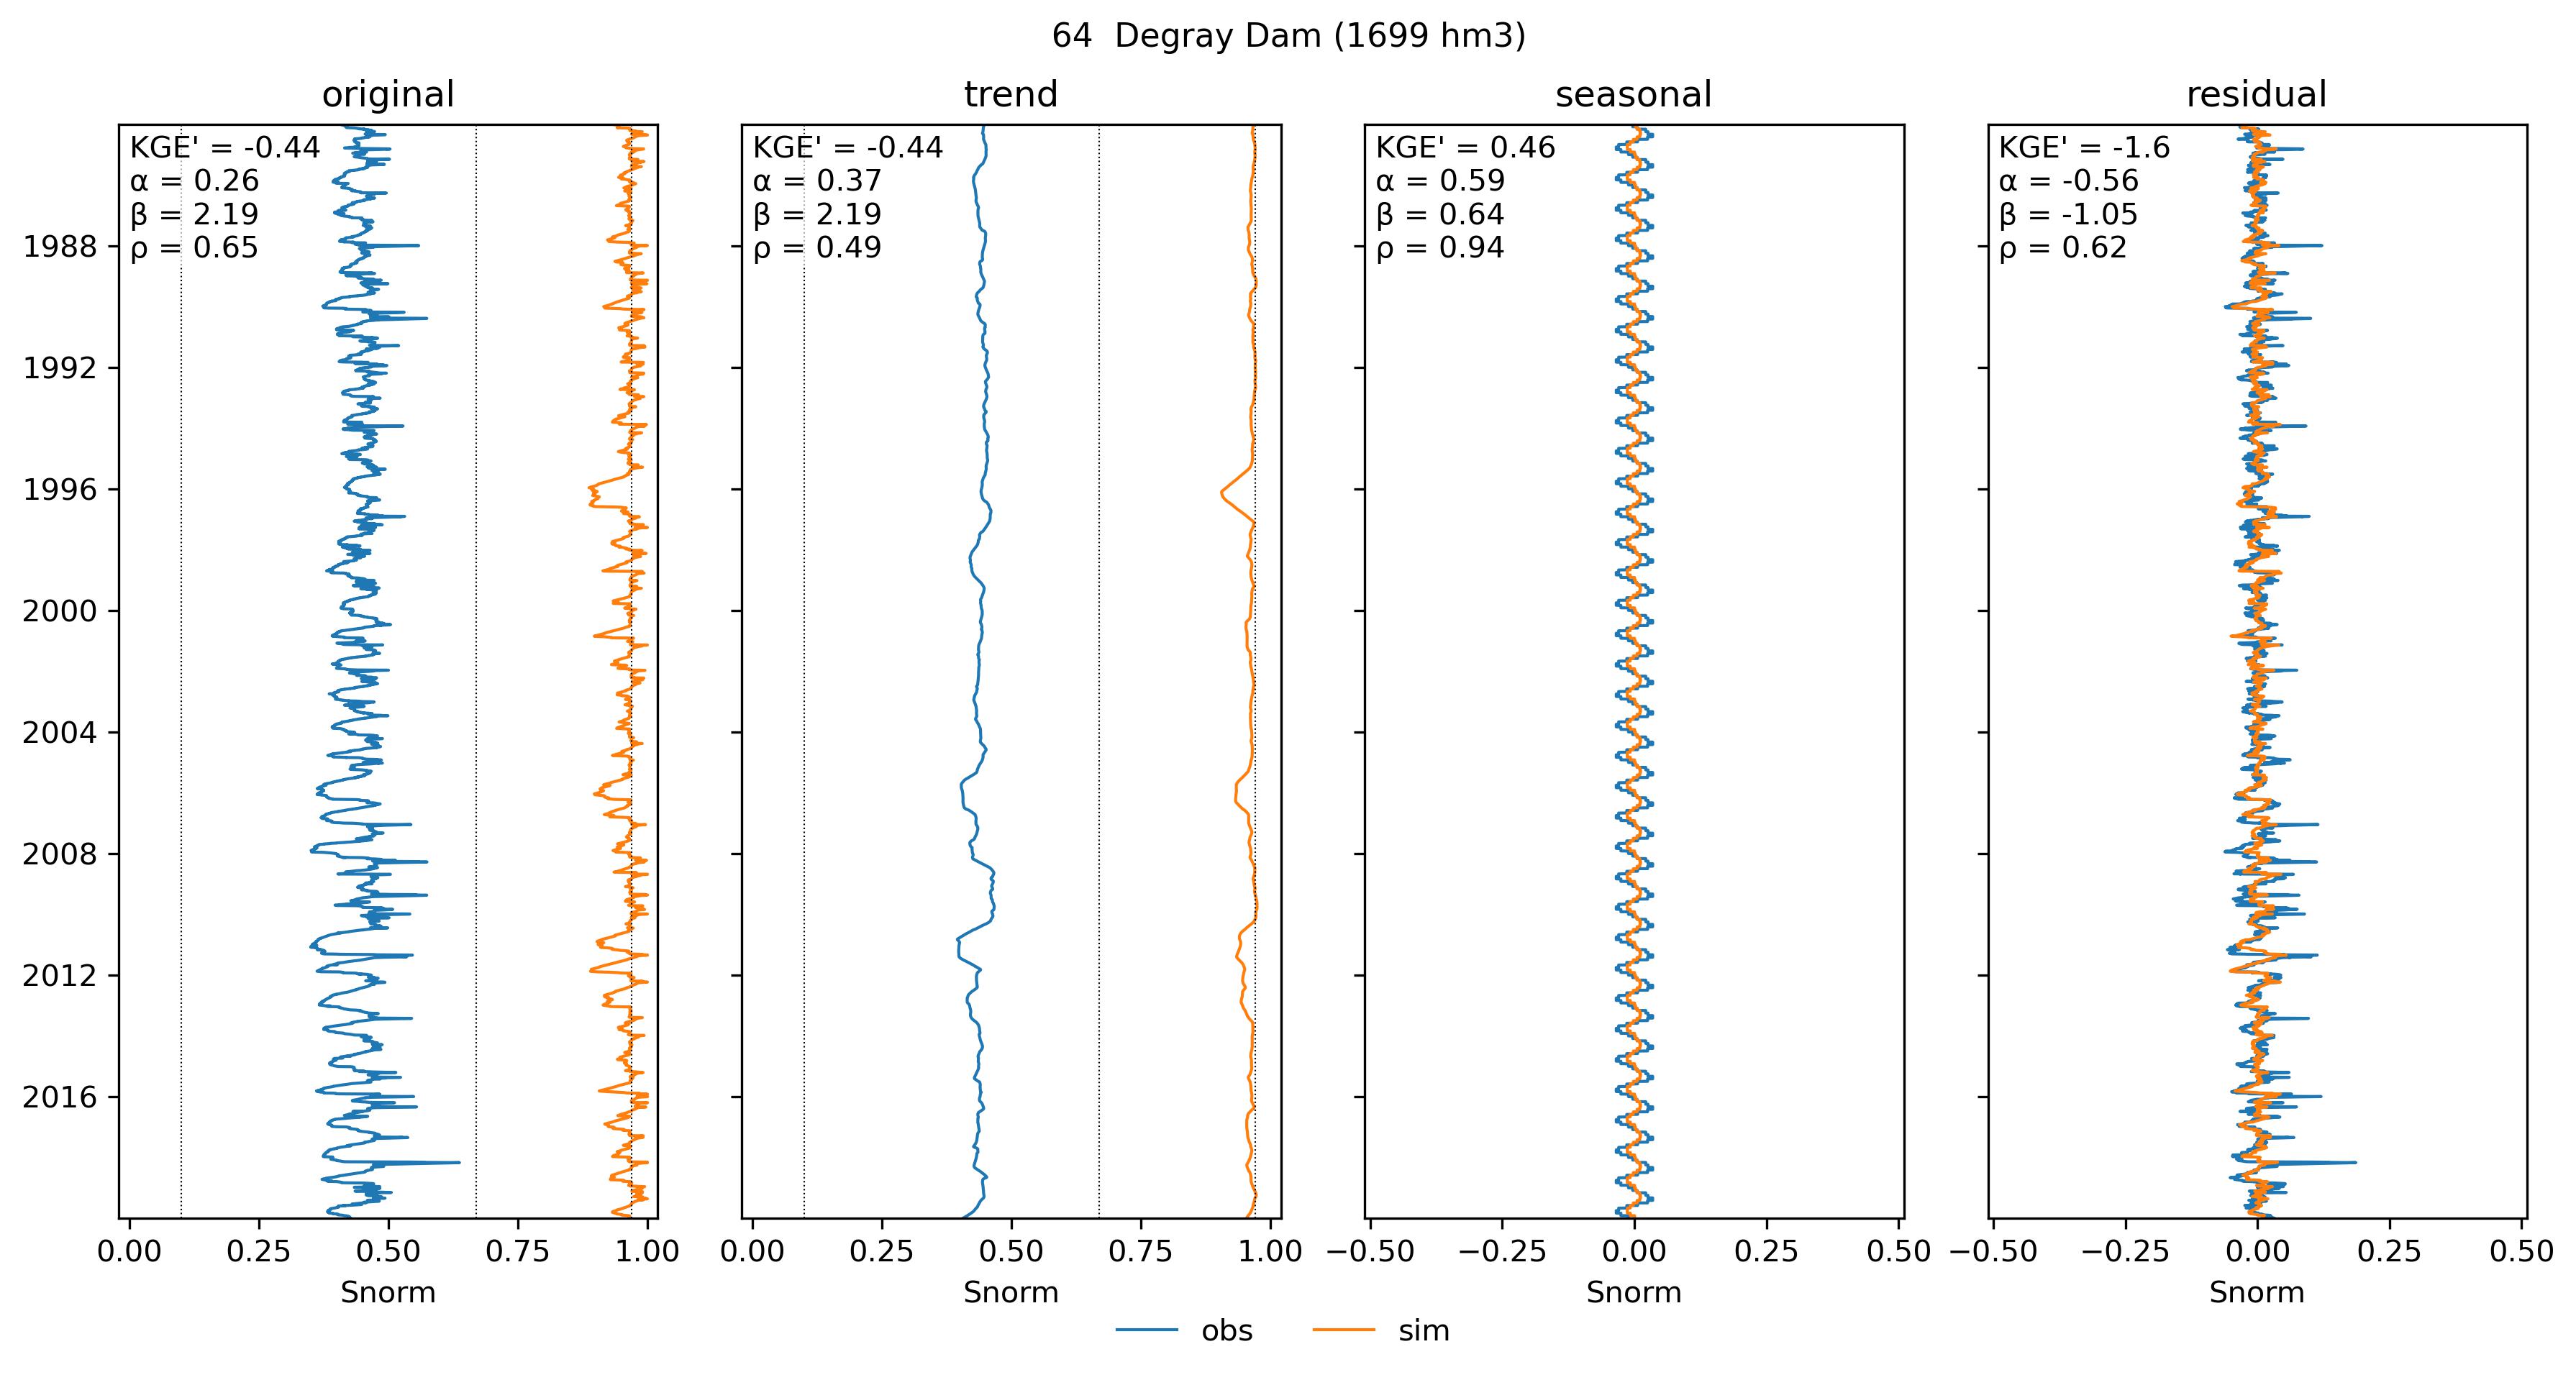 64  Degray Dam (1699 hm3)
original
trend
seasonal
residual
KGE' = -0.44
α = 0.26
β = 2.19
ρ = 0.65
KGE' = -0.44
α = 0.37
β = 2.19
ρ = 0.49
KGE' = 0.46
α = 0.59
β = 0.64
ρ = 0.94
KGE' = -1.6
α = -0.56
β = -1.05
ρ = 0.62
1988
1992
1996
2000
2004
2008
2012
2016
0.00 0.25 0.50 0.75 1.00
0.00 0.25 0.50 0.75 1.00
−0.50 −0.25 0.00 0.25 0.50
−0.50 −0.25 0.00 0.25 0.50
Snorm
Snorm
Snorm
Snorm
obs
sim